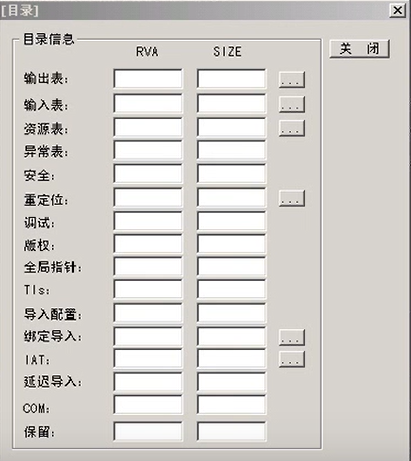 [目录]
目录信息
RVA SIZE
关 闭
输出表: ...
输入表: ...
资源表: ...
异常表:
安全:
重定位: ...
调试:
版权:
全局指针:
Tls:
导入配置:
绑定导入: ...
IAT: ...
延迟导入:
COM:
保留: